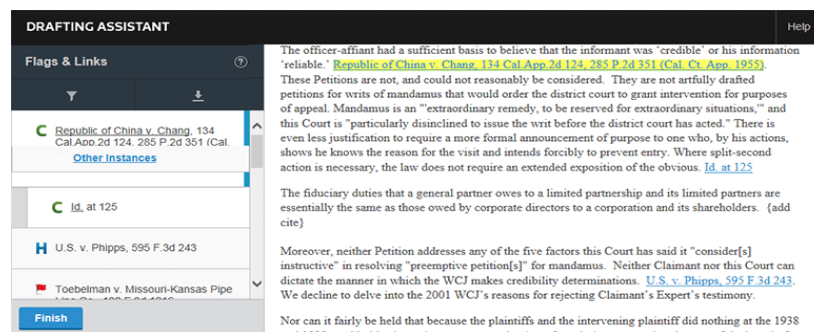 DRAFTING ASSISTANT
Help
Flags & Links
?
C Republic of China v. Chang, 134
Cal.App.2d 124, 285 P.2d 351 (Cal.
Other Instances
C Id. at 125
H U.S. v. Phipps, 595 F.3d 243
Toebelman v. Missouri-Kansas Pipe
Finish
The officer-affiant had a sufficient basis to believe that the informant was 'credible' or his information
'reliable.' Republic of China v. Chang, 134 Cal.App.2d 124, 285 P.2d 351 (Cal. Ct. App. 1955).
These Petitions are not, and could not reasonably be considered. They are not artfully drafted
petitions for writs of mandamus that would order the district court to grant intervention for purposes
of appeal. Mandamus is an "'extraordinary remedy, to be reserved for extraordinary situations,'" and
this Court is "particularly disinclined to issue the writ before the district court has acted." There is
even less justification to require a more formal announcement of purpose to one who, by his actions,
shows he knows the reason for the visit and intends forcibly to prevent entry. Where split-second
action is necessary, the law does not require an extended exposition of the obvious. Id. at 125
The fiduciary duties that a general partner owes to a limited partnership and its limited partners are
essentially the same as those owed by corporate directors to a corporation and its shareholders. {add
cite}
Moreover, neither Petition addresses any of the five factors this Court has said it "consider[s]
instructive" in resolving "preemptive petition[s]" for mandamus. Neither Claimant nor this Court can
dictate the manner in which the WCJ makes credibility determinations. U.S. v. Phipps, 595 F.3d 243.
We decline to delve into the 2001 WCJ's reasons for rejecting Claimant's Expert's testimony.
Nor can it fairly be held that because the plaintiffs and the intervening plaintiff did nothing at the 1938